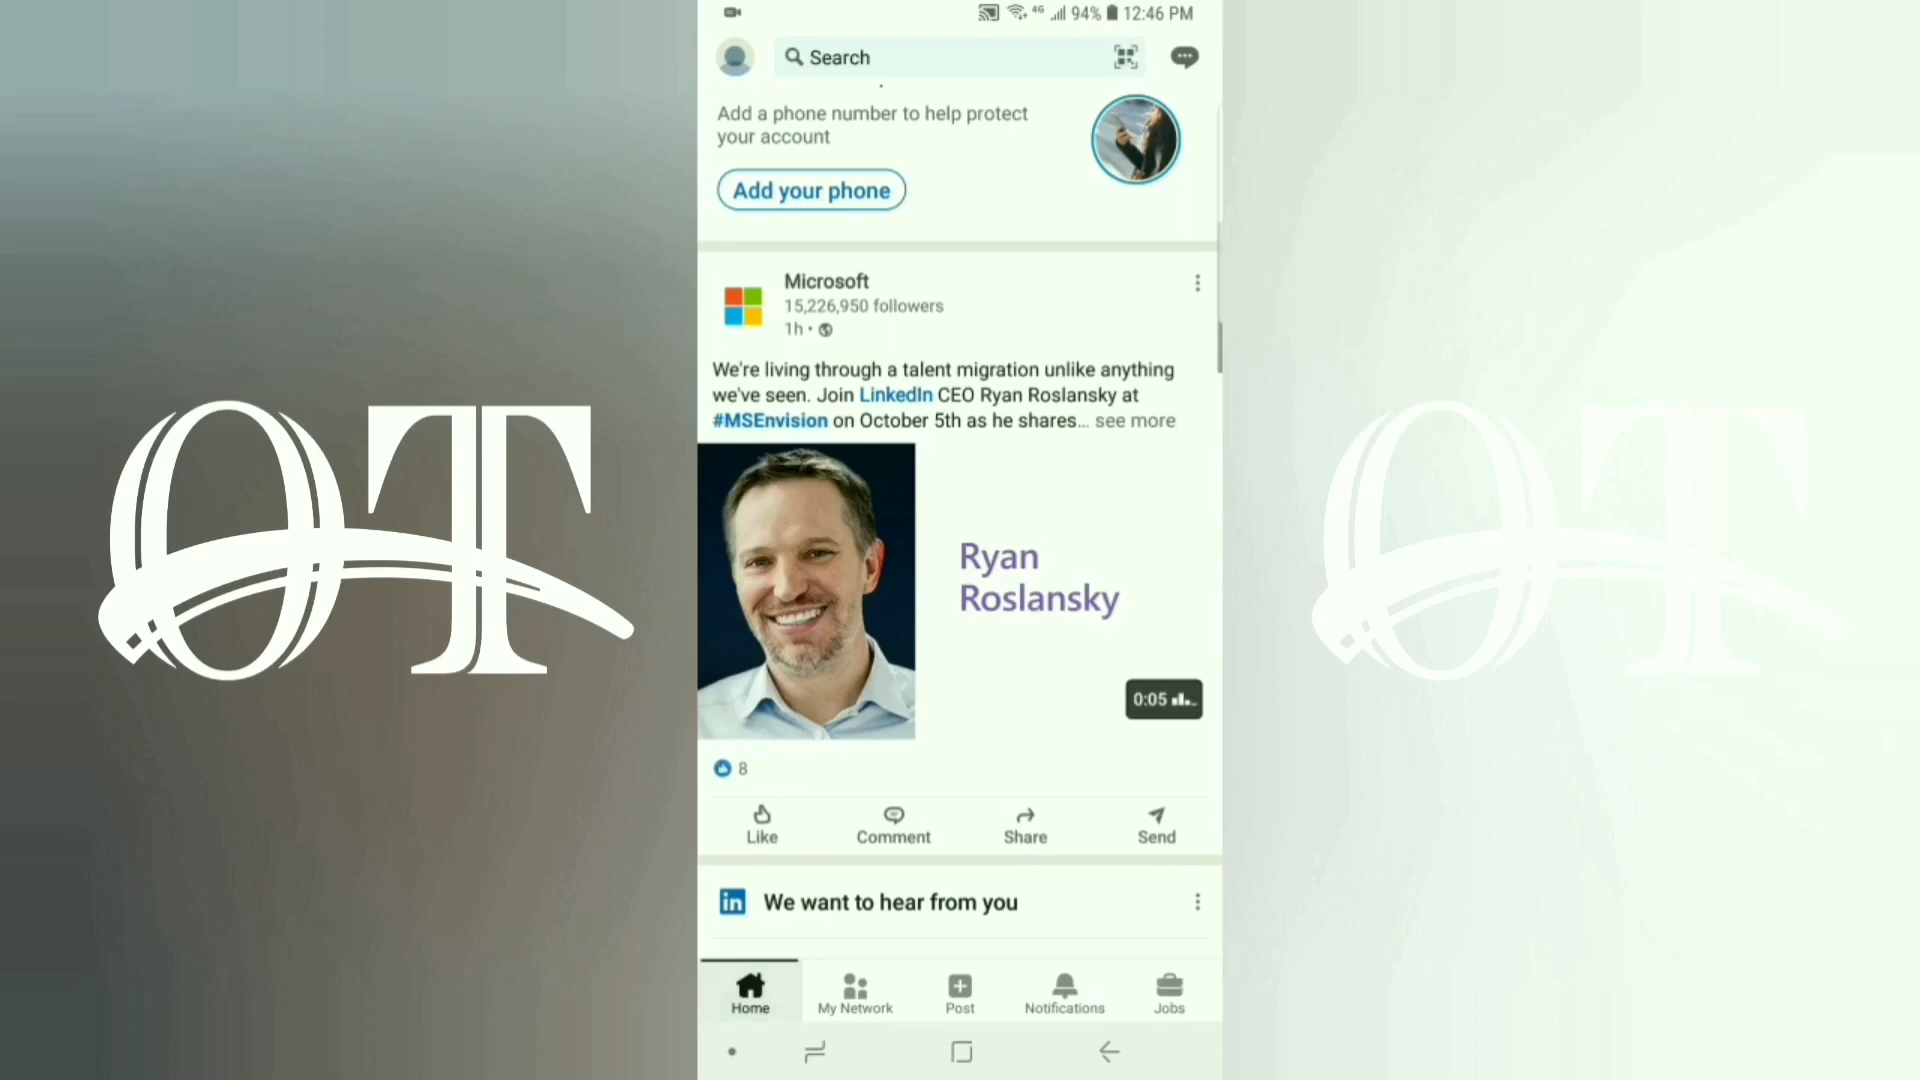 4G 94% 12:46 PM
Search
Add a phone number to help protect
your account
Add your phone
Microsoft
15,226,950 followers
1h •
We're living through a talent migration unlike anything
we've seen. Join LinkedIn CEO Ryan Roslansky at
#MSEnvision on October 5th as he shares... see more
Ryan
Roslansky
0:05
8
Like Comment Share Send
in We want to hear from you
Home My Network Post Notifications Jobs
OT
OT